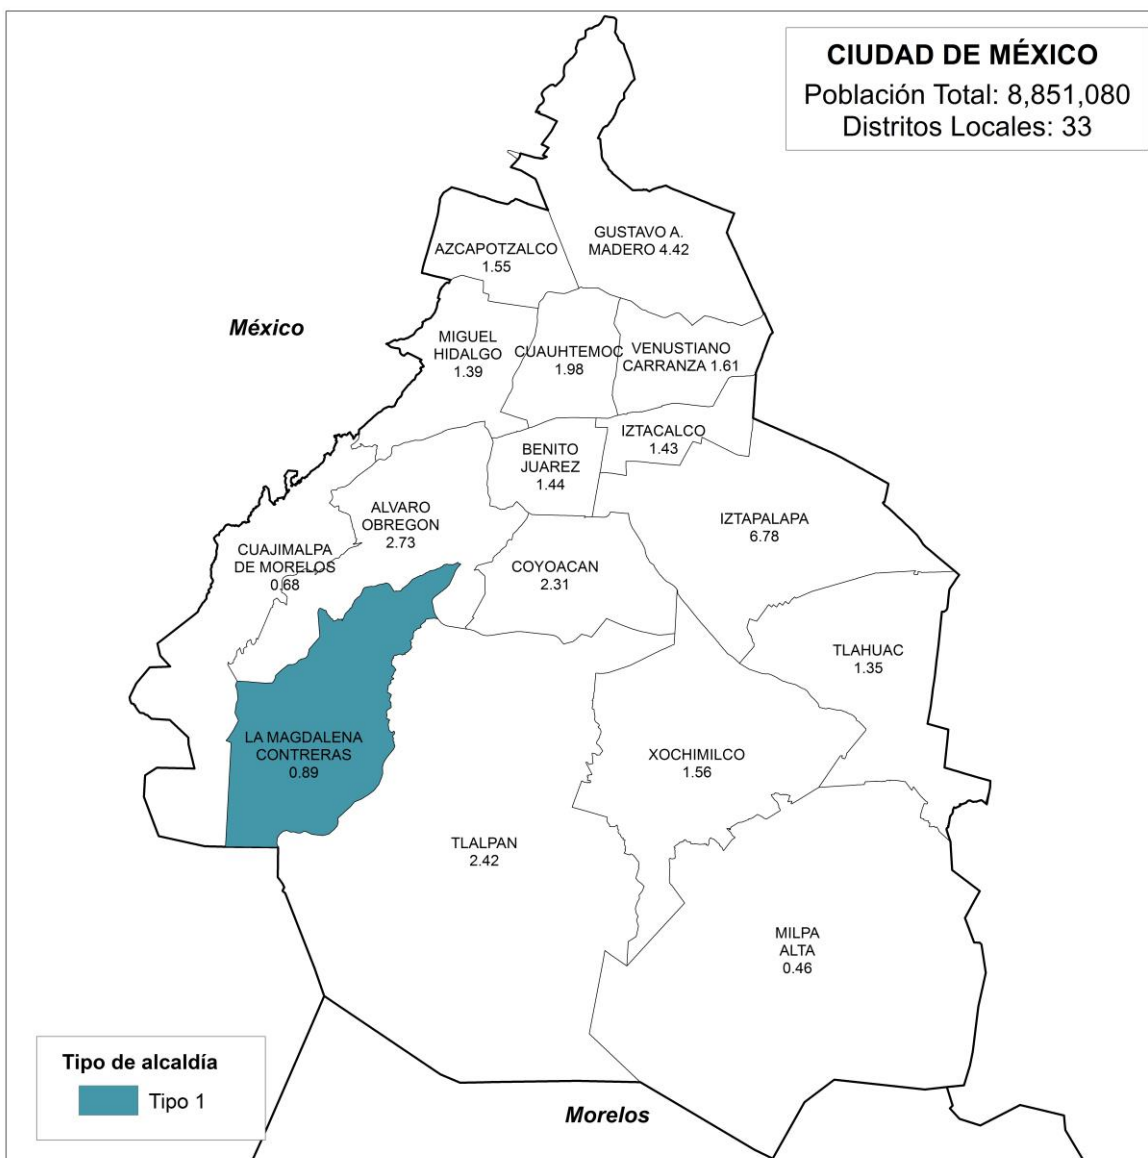 CIUDAD DE MÉXICO
Población Total: 8,851,080
Distritos Locales: 33
GUSTAVO A.
MADERO 4.42
AZCAPOTZALCO
1.55
México
MIGUEL
HIDALGO
1.39
CUAUHTEMOC
1.98
VENUSTIANO
CARRANZA 1.61
IZTACALCO
1.43
BENITO
JUAREZ
1.44
ALVARO
OBREGON
2.73
IZTAPALAPA
6.78
CUAJIMALPA
DE MORELOS
0.68
COYOACAN
2.31
TLAHUAC
1.35
LA MAGDALENA
CONTRERAS
0.89
XOCHIMILCO
1.56
TLALPAN
2.42
MILPA
ALTA
0.46
Tipo de alcaldía
Tipo 1
Morelos